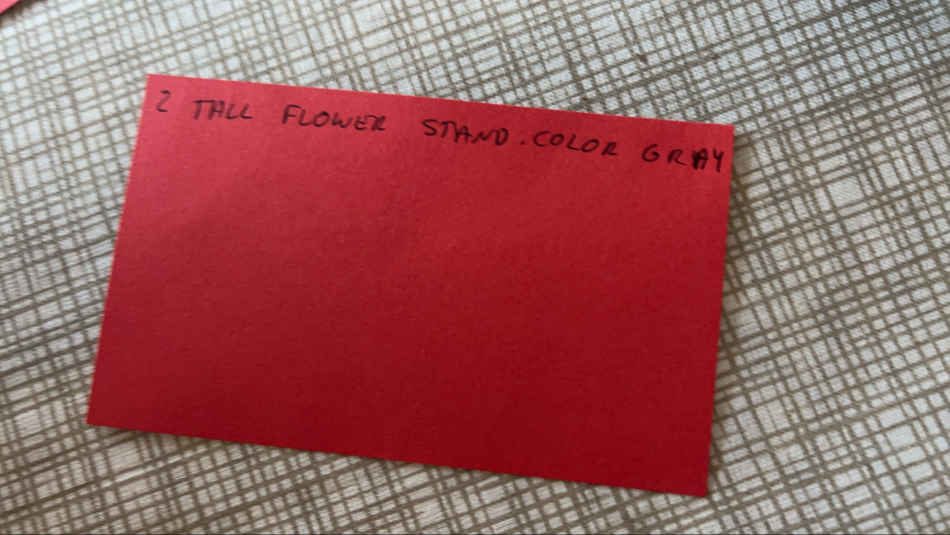 2 TALL FLOWER STAND. COLOR GRAY